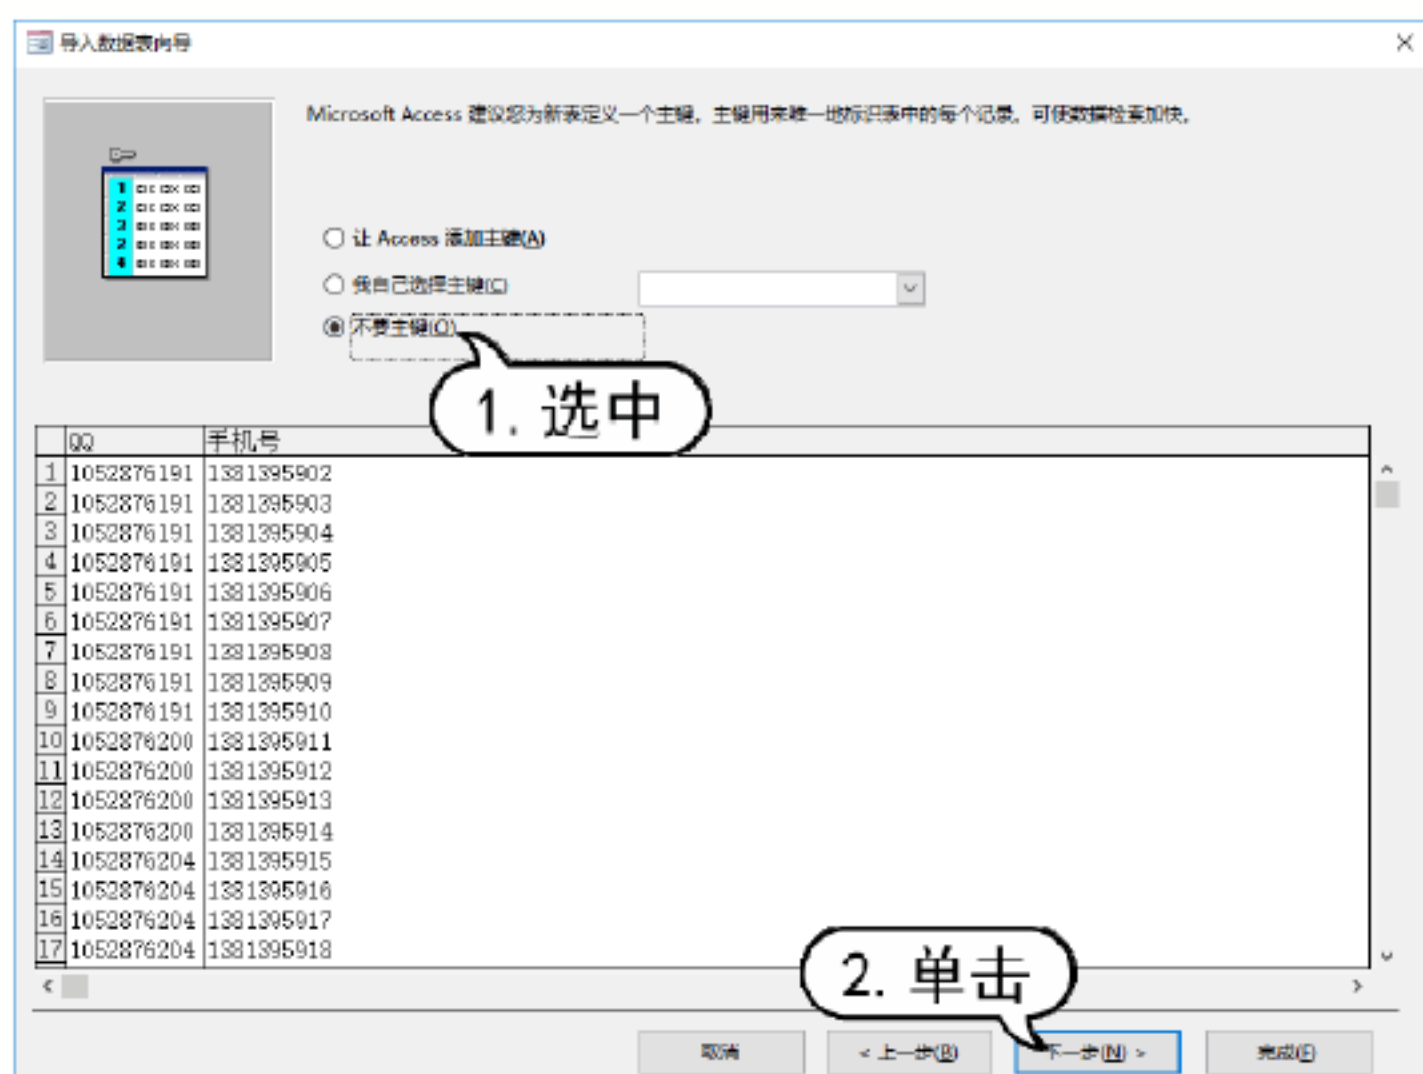 导入数据表向导
Microsoft Access 建议您为新表定义一个主键。主键用来唯一地标识表中的每个记录。可使数据检索加快。
1
2
3
2
4
让 Access 添加主键(A)
我自己选择主键(C)
不要主键(O)
1. 选中
QQ 手机号
1 1052876191 1381395902
2 1052876191 1381395903
3 1052876191 1381395904
4 1052876191 1381395905
5 1052876191 1381395906
6 1052876191 1381395907
7 1052876191 1381395908
8 1052876191 1381395909
9 1052876191 1381395910
10 1052876200 1381395911
11 1052876200 1381395912
12 1052876200 1381395913
13 1052876200 1381395914
14 1052876204 1381395915
15 1052876204 1381395916
16 1052876204 1381395917
17 1052876204 1381395918
2. 单击
取消 < 上一步(B) 下一步(N) > 完成(F)